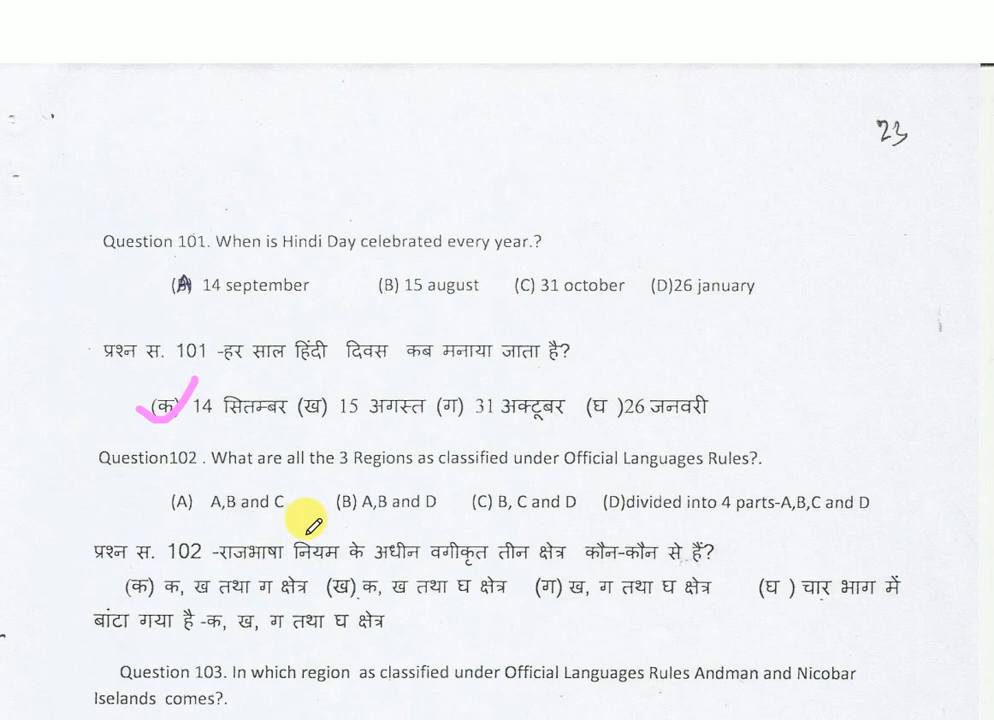 23
Question 101. When is Hindi Day celebrated every year.?
(A) 14 september (B) 15 august (C) 31 october (D)26 january
प्रश्न स. 101 -हर साल हिंदी दिवस कब मनाया जाता है?
(क) 14 सितम्बर (ख) 15 अगस्त (ग) 31 अक्टूबर (घ )26 जनवरी
Question102 . What are all the 3 Regions as classified under Official Languages Rules?.
(A) A,B and C (B) A,B and D (C) B, C and D (D)divided into 4 parts-A,B,C and D
प्रश्न स. 102 -राजभाषा नियम के अधीन वगीकृत तीन क्षेत्र कौन-कौन से हैं?
(क) क, ख तथा ग क्षेत्र (ख) क, ख तथा घ क्षेत्र (ग) ख, ग तथा घ क्षेत्र (घ ) चार भाग में
बांटा गया है -क, ख, ग तथा घ क्षेत्र
Question 103. In which region as classified under Official Languages Rules Andman and Nicobar
Iselands comes?.